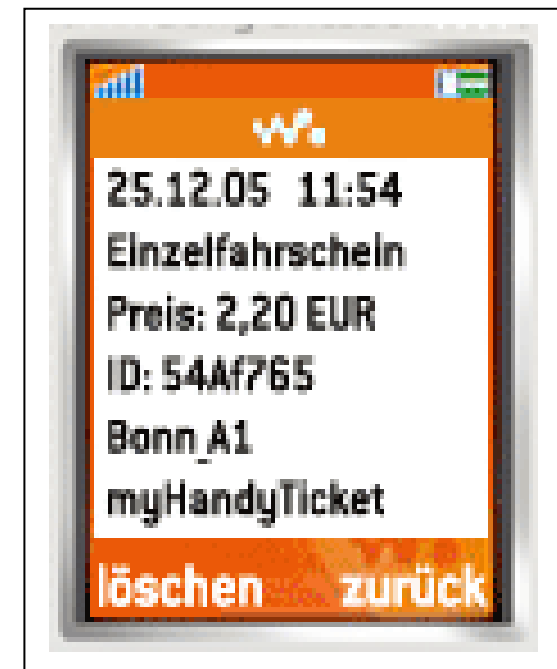 25.12.05 11:54
Einzelfahrschein
Preis: 2,20 EUR
ID: 54Af765
Bonn_A1
myHandyTicket
löschen zurück